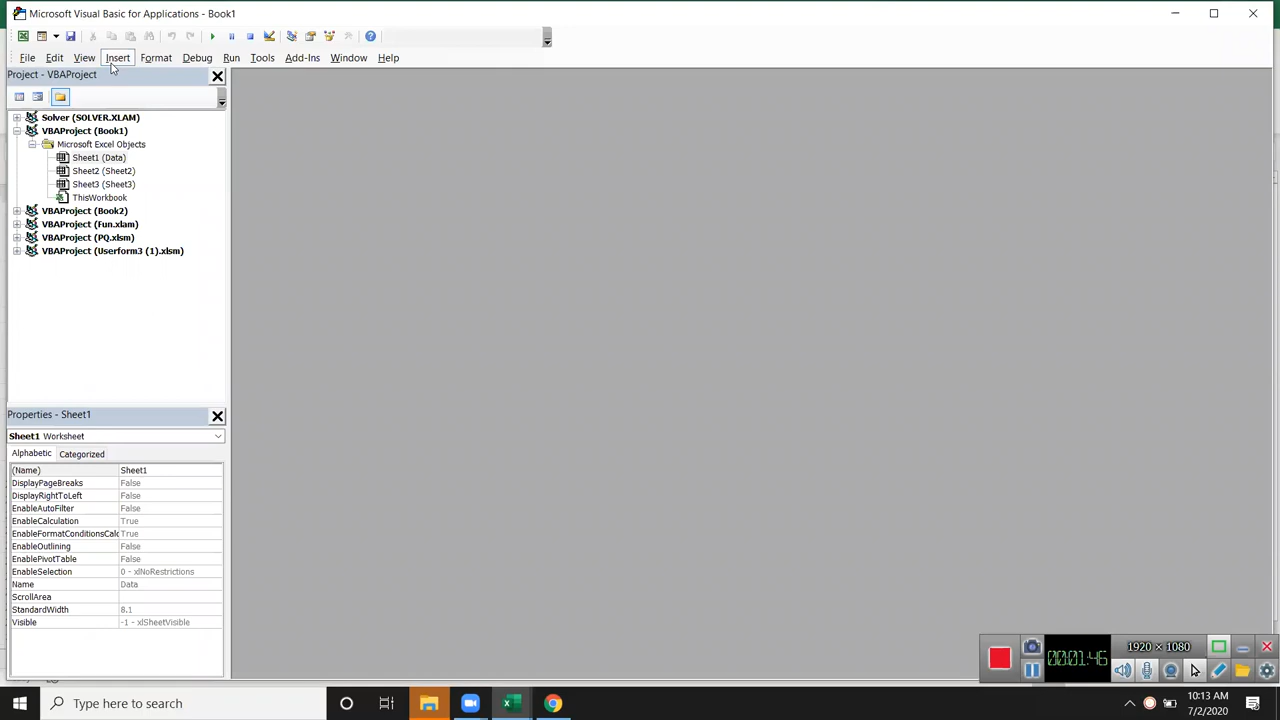 Microsoft Visual Basic for Applications - Book1
File Edit View Insert Format Debug Run Tools Add-Ins Window Help
Project - VBAProject
Solver (SOLVER.XLAM)
VBAProject (Book1)
Microsoft Excel Objects
Sheet1 (Data)
Sheet2 (Sheet2)
Sheet3 (Sheet3)
ThisWorkbook
VBAProject (Book2)
VBAProject (Fun.xlam)
VBAProject (PQ.xlsm)
VBAProject (Userform3 (1).xlsm)
Properties - Sheet1
Sheet1 Worksheet
Alphabetic Categorized
(Name) Sheet1
DisplayPageBreaks False
DisplayRightToLeft False
EnableAutoFilter False
EnableCalculation True
EnableFormatConditionsCalc True
EnableOutlining False
EnablePivotTable False
EnableSelection 0 - xlNoRestrictions
Name Data
ScrollArea
StandardWidth 8.1
Visible -1 - xlSheetVisible
1920 × 1080
00:01:46
Type here to search
10:13 AM
7/2/2020